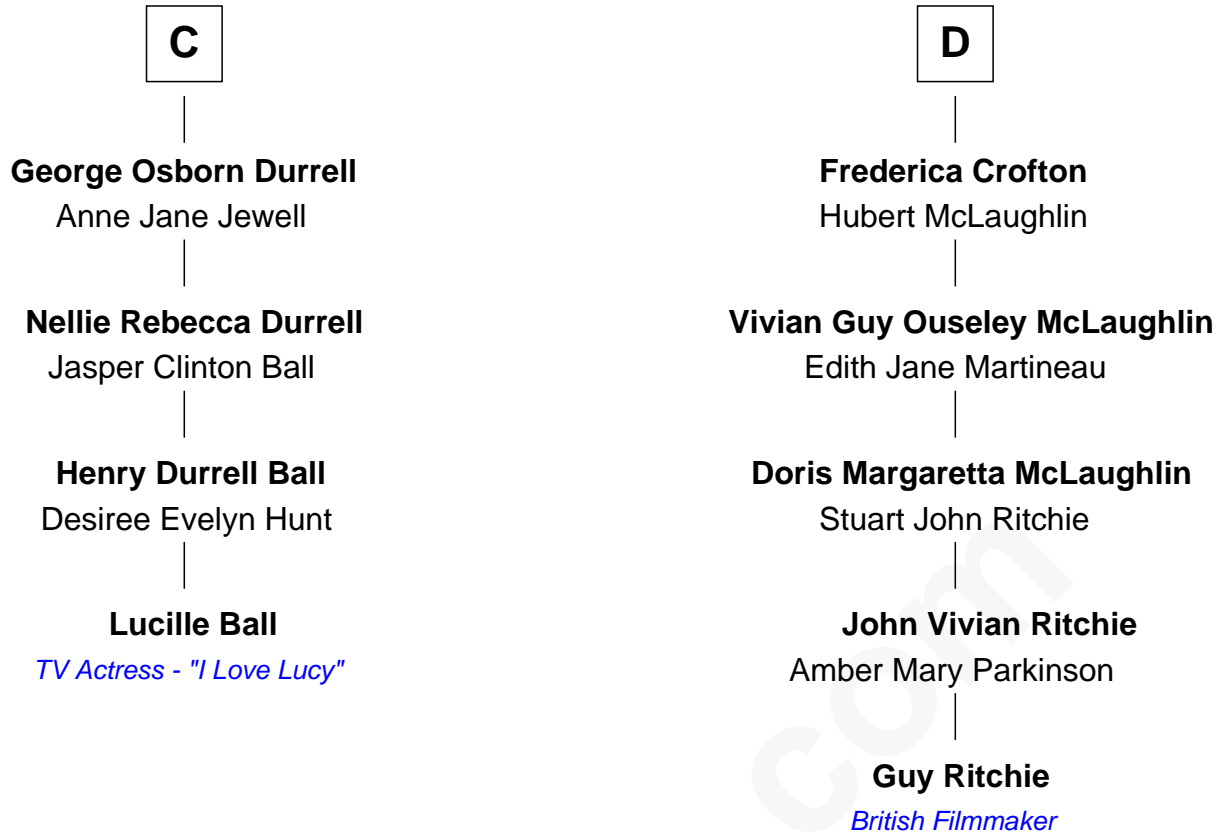 C
George Osborn Durrell
Anne Jane Jewell
Nellie Rebecca Durrell
Jasper Clinton Ball
Henry Durrell Ball
Desiree Evelyn Hunt
Lucille Ball
TV Actress - "I Love Lucy"
D
Frederica Crofton
Hubert McLaughlin
Vivian Guy Ouseley McLaughlin
Edith Jane Martineau
Doris Margaretta McLaughlin
Stuart John Ritchie
John Vivian Ritchie
Amber Mary Parkinson
Guy Ritchie
British Filmmaker
com